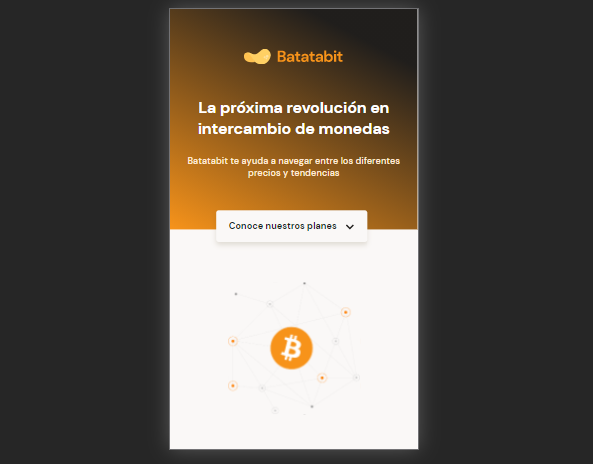 Batatabit
La próxima revolución en
intercambio de monedas
Batatabit te ayuda a navegar entre los diferentes
precios y tendencias
Conoce nuestros planes